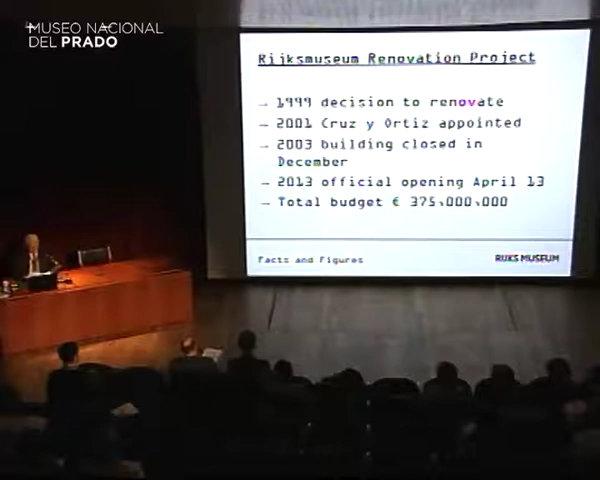 MUSEO NACIONAL
DEL PRADO
Rijksmuseum Renovation Project
→ 1999 decision to renovate
→ 2001 Cruz y Ortiz appointed
→ 2003 building closed in
December
→ 2013 official opening April 13
→ Total budget € 375,000,000
Facts and Figures
RIJKS MUSEUM